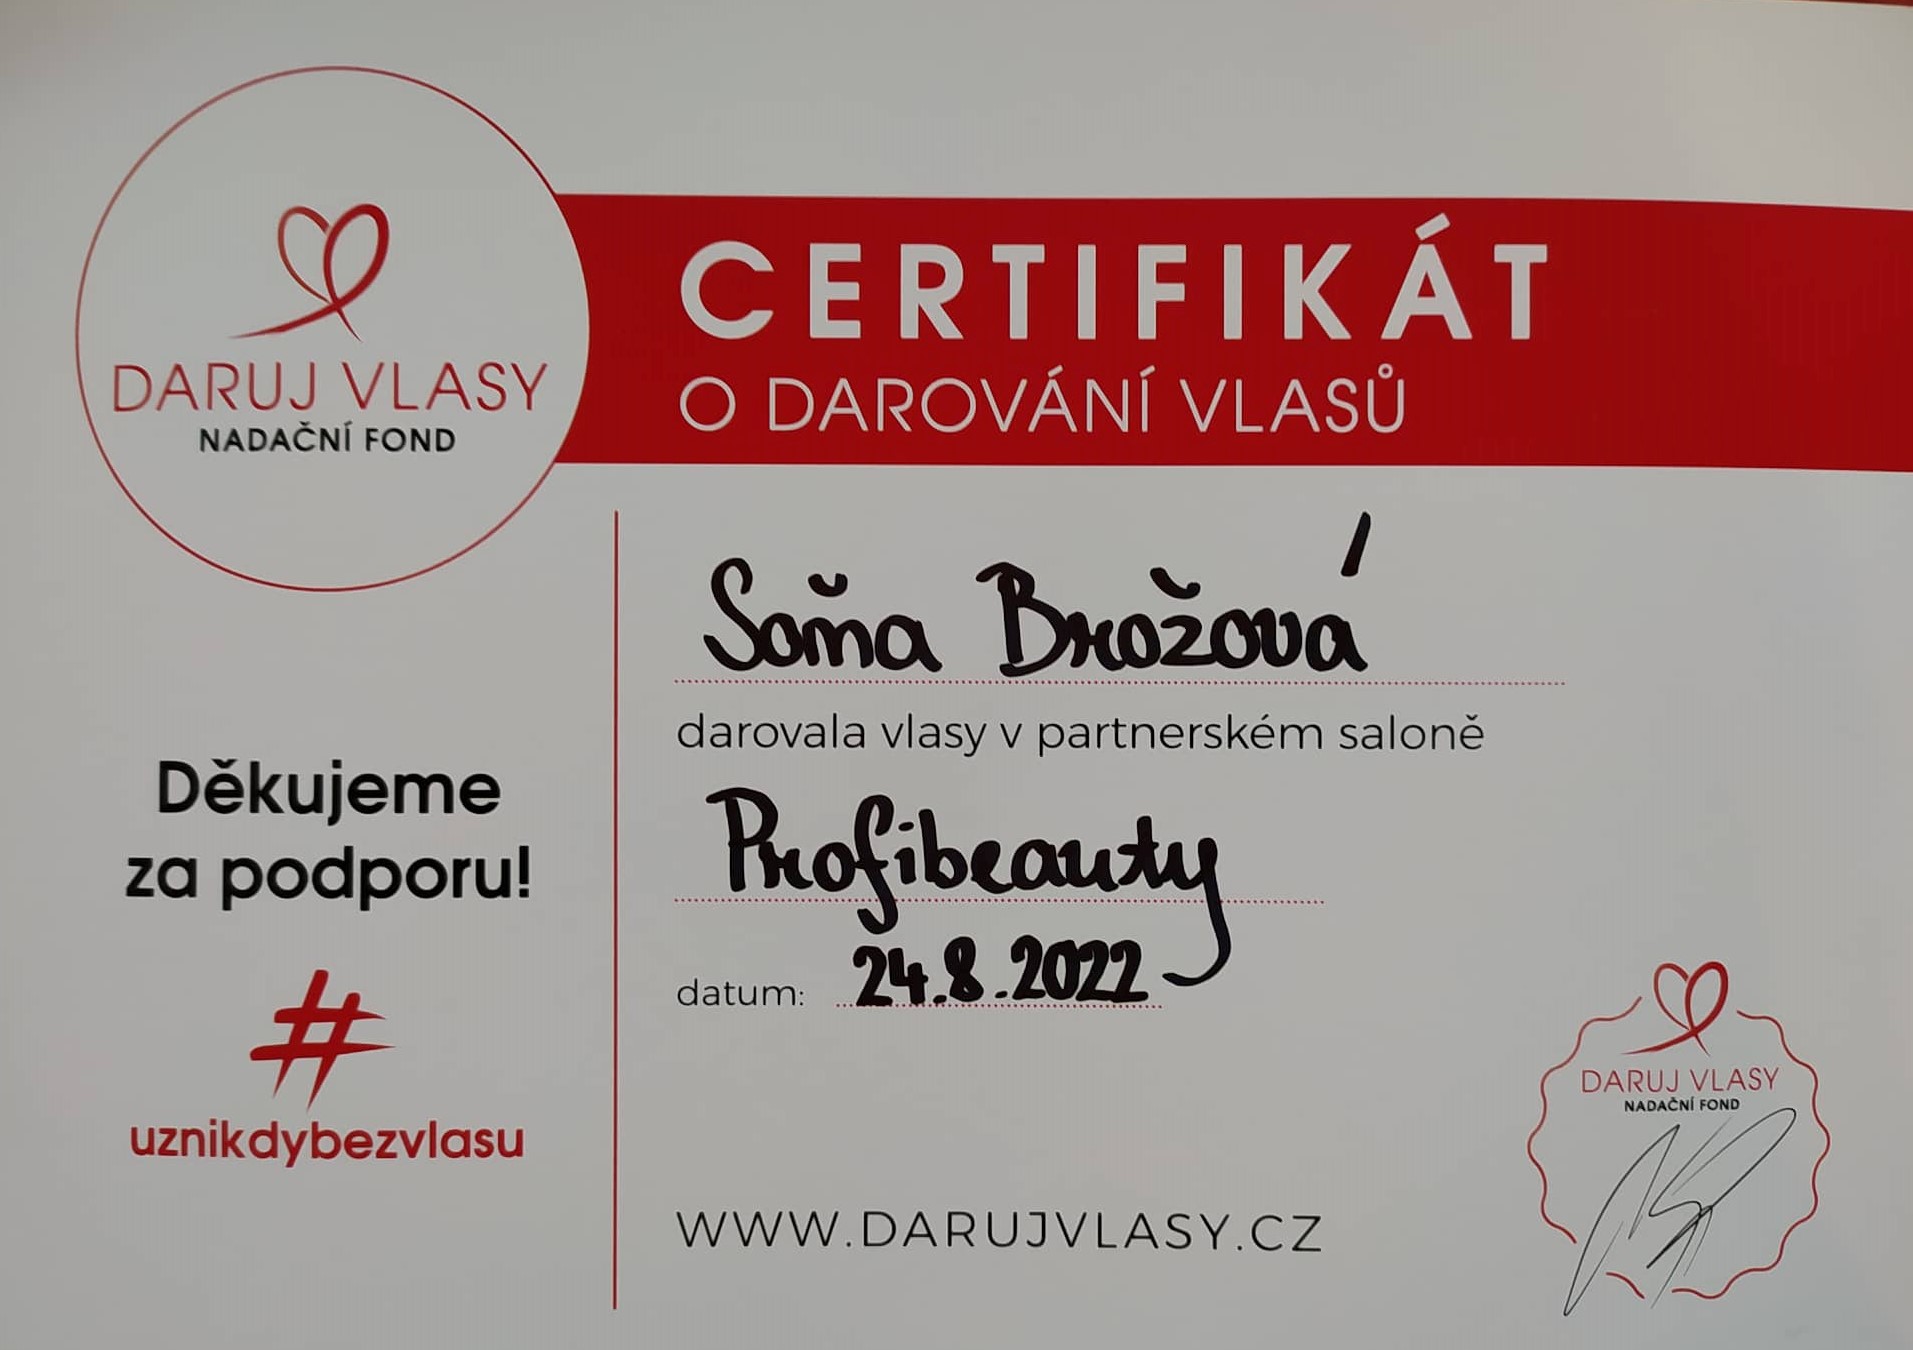 DARUJ VLASY
NADAČNÍ FOND
CERTIFIKÁT
O DAROVÁNÍ VLASŮ
Soňa Brožová
darovala vlasy v partnerském saloně
Profibeauty
datum: 24.8.2022
Děkujeme
za podporu!
#
uznikdybezvlasu
WWW.DARUJVLASY.CZ
DARUJ VLASY
NADAČNÍ FOND